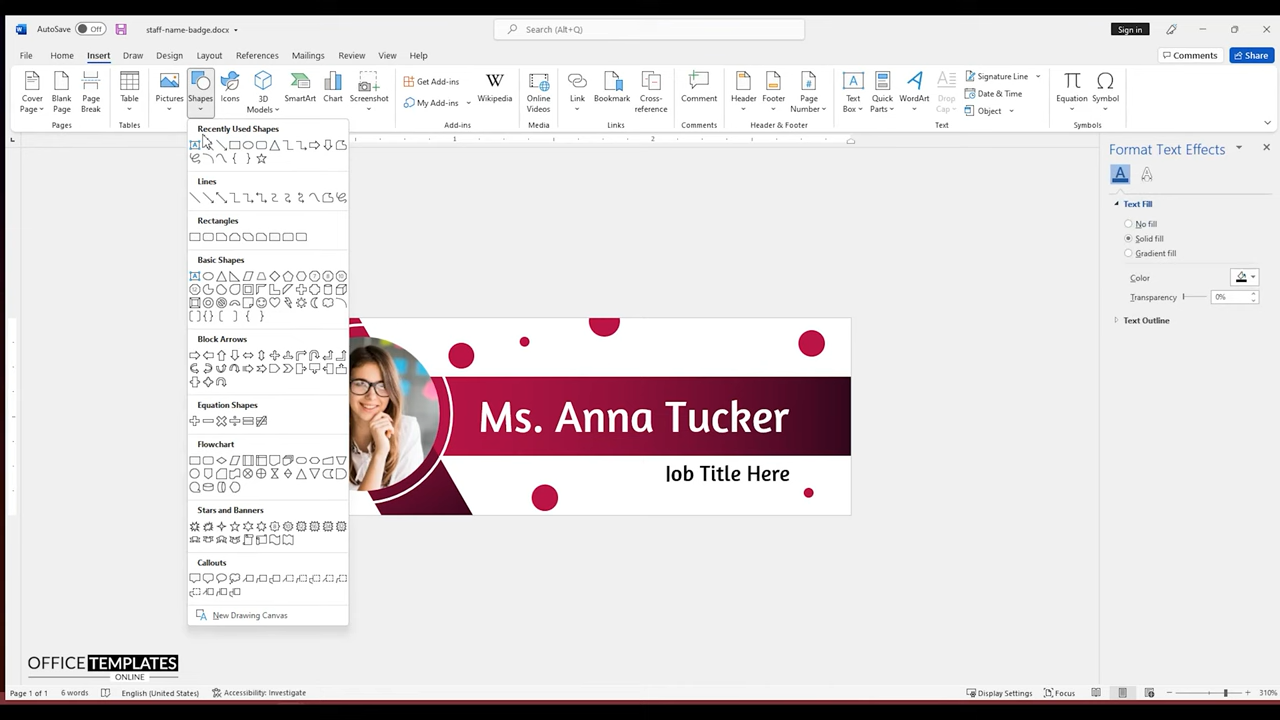 AutoSave Off staff-name-badge.docx Search (Alt+Q) Sign in
File Home Insert Draw Design Layout References Mailings Review View Help Comments Share
Cover Page
Blank Page
Page Break
Table
Pictures
Shapes
Icons
3D Models
SmartArt
Chart
Screenshot
Get Add-ins
My Add-ins
Wikipedia
Online Videos
Link
Bookmark
Cross-reference
Comment
Header
Footer
Page Number
Text Box
Quick Parts
WordArt
Drop Cap
Signature Line
Date & Time
Object
Equation
Symbol
Pages Tables Add-ins Media Links Comments Header & Footer Text Symbols
1 2 3
Recently Used Shapes
Lines
Rectangles
Basic Shapes
Block Arrows
Equation Shapes
Flowchart
Stars and Banners
Callouts
New Drawing Canvas
Ms. Anna Tucker
Job Title Here
Format Text Effects
Text Fill
No fill
Solid fill
Gradient fill
Color
Transparency 0%
Text Outline
OFFICE TEMPLATES
ONLINE
Page 1 of 1 6 words English (United States) Accessibility: Investigate Display Settings Focus 310%